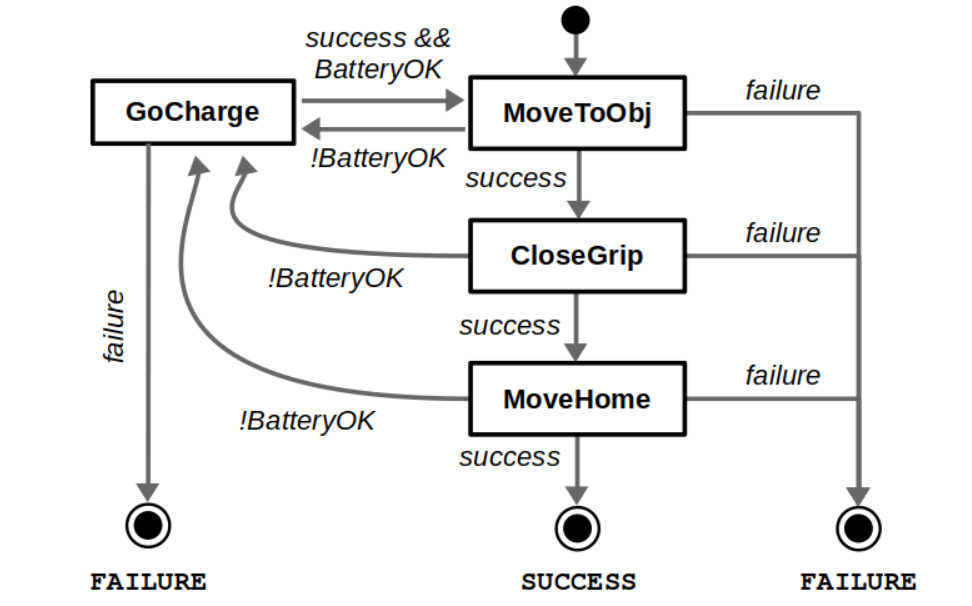 success &&
BatteryOK
failure
GoCharge
MoveToObj
!BatteryOK
success
failure
CloseGrip
!BatteryOK
failure
success
failure
MoveHome
!BatteryOK
success
FAILURE
SUCCESS
FAILURE